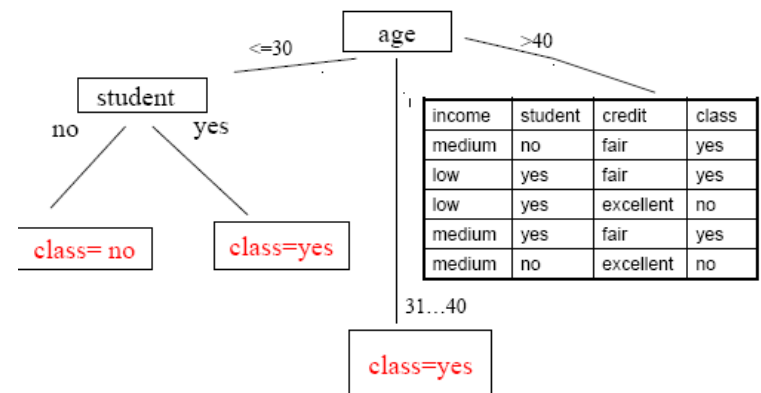 age
<=30
>40
student
no
yes
income student credit class
medium no fair yes
low yes fair yes
low yes excellent no
medium yes fair yes
medium no excellent no
class= no
class=yes
31...40
class=yes